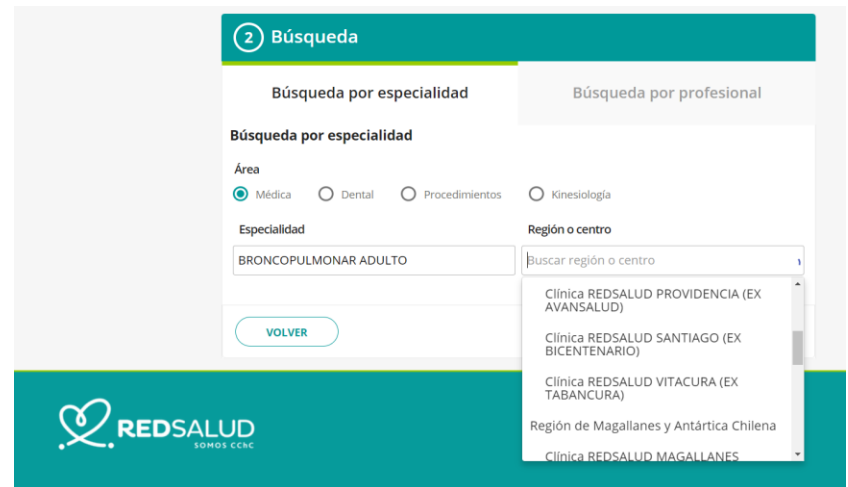 2 Búsqueda
Búsqueda por especialidad
Búsqueda por profesional
Búsqueda por especialidad
Área
Médica
Dental
Procedimientos
Kinesiología
Especialidad
Región o centro
BRONCOPULMONAR ADULTO
Buscar región o centro
Clínica REDSALUD PROVIDENCIA (EX
AVANSALUD)
Clínica REDSALUD SANTIAGO (EX
BICENTENARIO)
Clínica REDSALUD VITACURA (EX
TABANCURA)
Región de Magallanes y Antártica Chilena
Clínica REDSALUD MAGALLANES
VOLVER
REDSALUD
SOMOS CChC